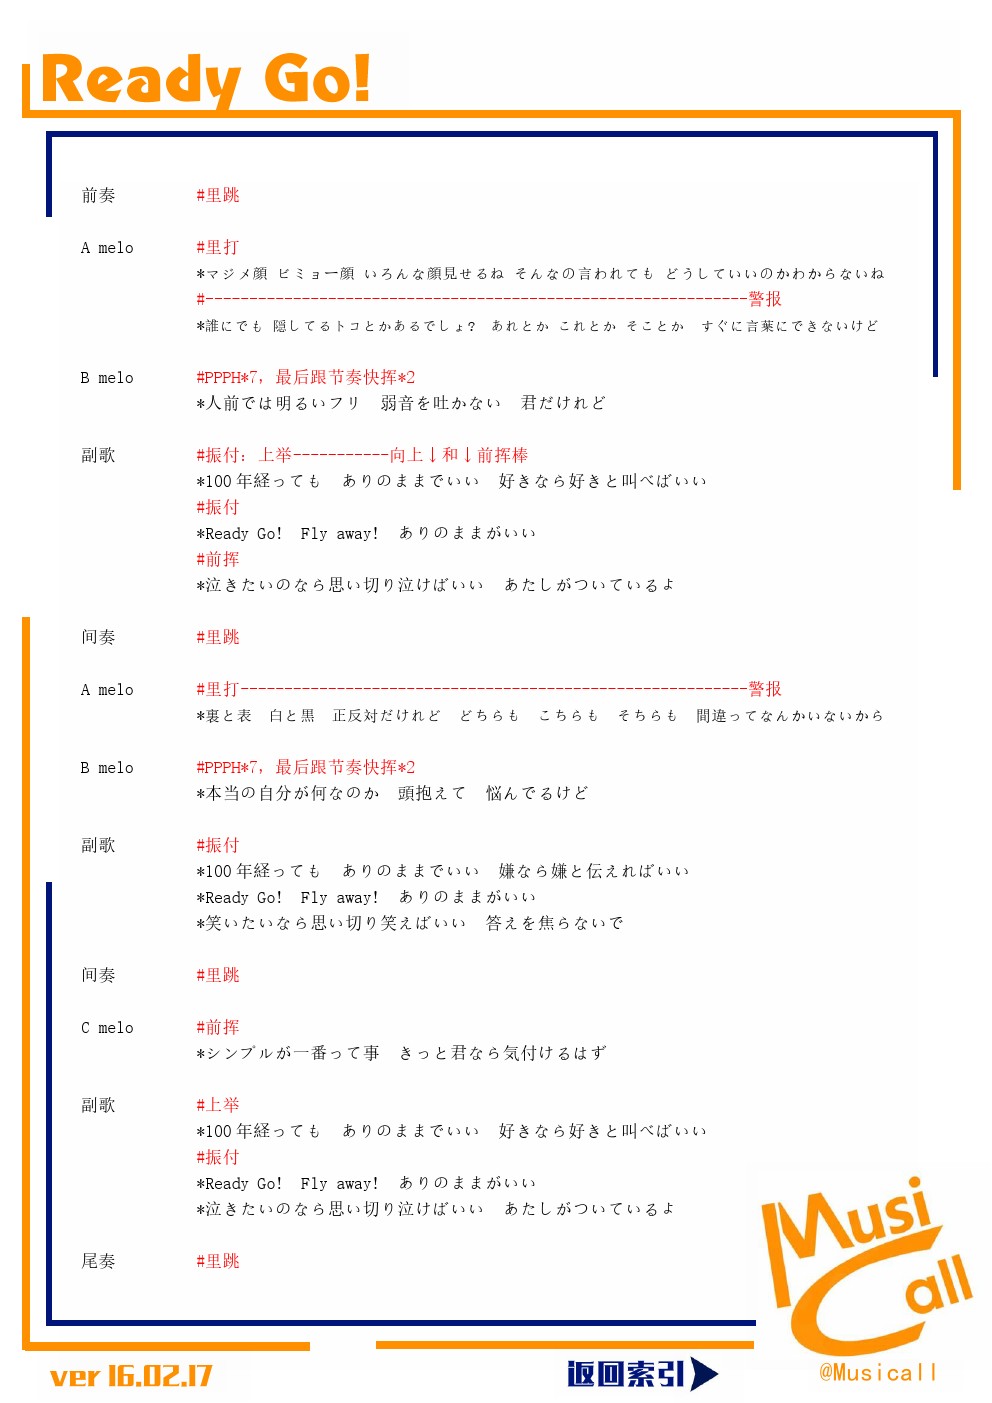 Ready Go!
前奏 #里跳
A melo #里打
*マジメ顔 ビミョー顔 いろんな顔見せるね そんなの言われても どうしていいのかわからないね
#--------------------------------------------------------------警报
*誰にでも 隠してるトコとかあるでしょ? あれとか これとか そことか すぐに言葉にできないけど
B melo #PPPH*7, 最后跟节奏快挥*2
*人前では明るいフリ 弱音を吐かない 君だけれど
副歌 #振付: 上举-----------向上↓和↓前挥棒
*100年経っても ありのままでいい 好きなら好きと叫べばいい
#振付
*Ready Go! Fly away! ありのままがいい
#前挥
*泣きたいのなら思い切り泣けばいい あたしがついているよ
间奏 #里跳
A melo #里打----------------------------------------------------------警报
*裏と表 白と黒 正反対だけれど どちらも こちらも そちらも 間違ってなんかいないから
B melo #PPPH*7, 最后跟节奏快挥*2
*本当の自分が何なのか 頭抱えて 悩んでるけど
副歌 #振付
*100年経っても ありのままでいい 嫌なら嫌と伝えればいい
*Ready Go! Fly away! ありのままがいい
*笑いたいなら思い切り笑えばいい 答えを焦らないで
间奏 #里跳
C melo #前挥
*シンプルが一番って事 きっと君なら気付けるはず
副歌 #上举
*100年経っても ありのままでいい 好きなら好きと叫べばいい
#振付
*Ready Go! Fly away! ありのままがいい
*泣きたいのなら思い切り泣けばいい あたしがついているよ
尾奏 #里跳
Musi
Call
ver 16.02.17 返回索引 @Musicall